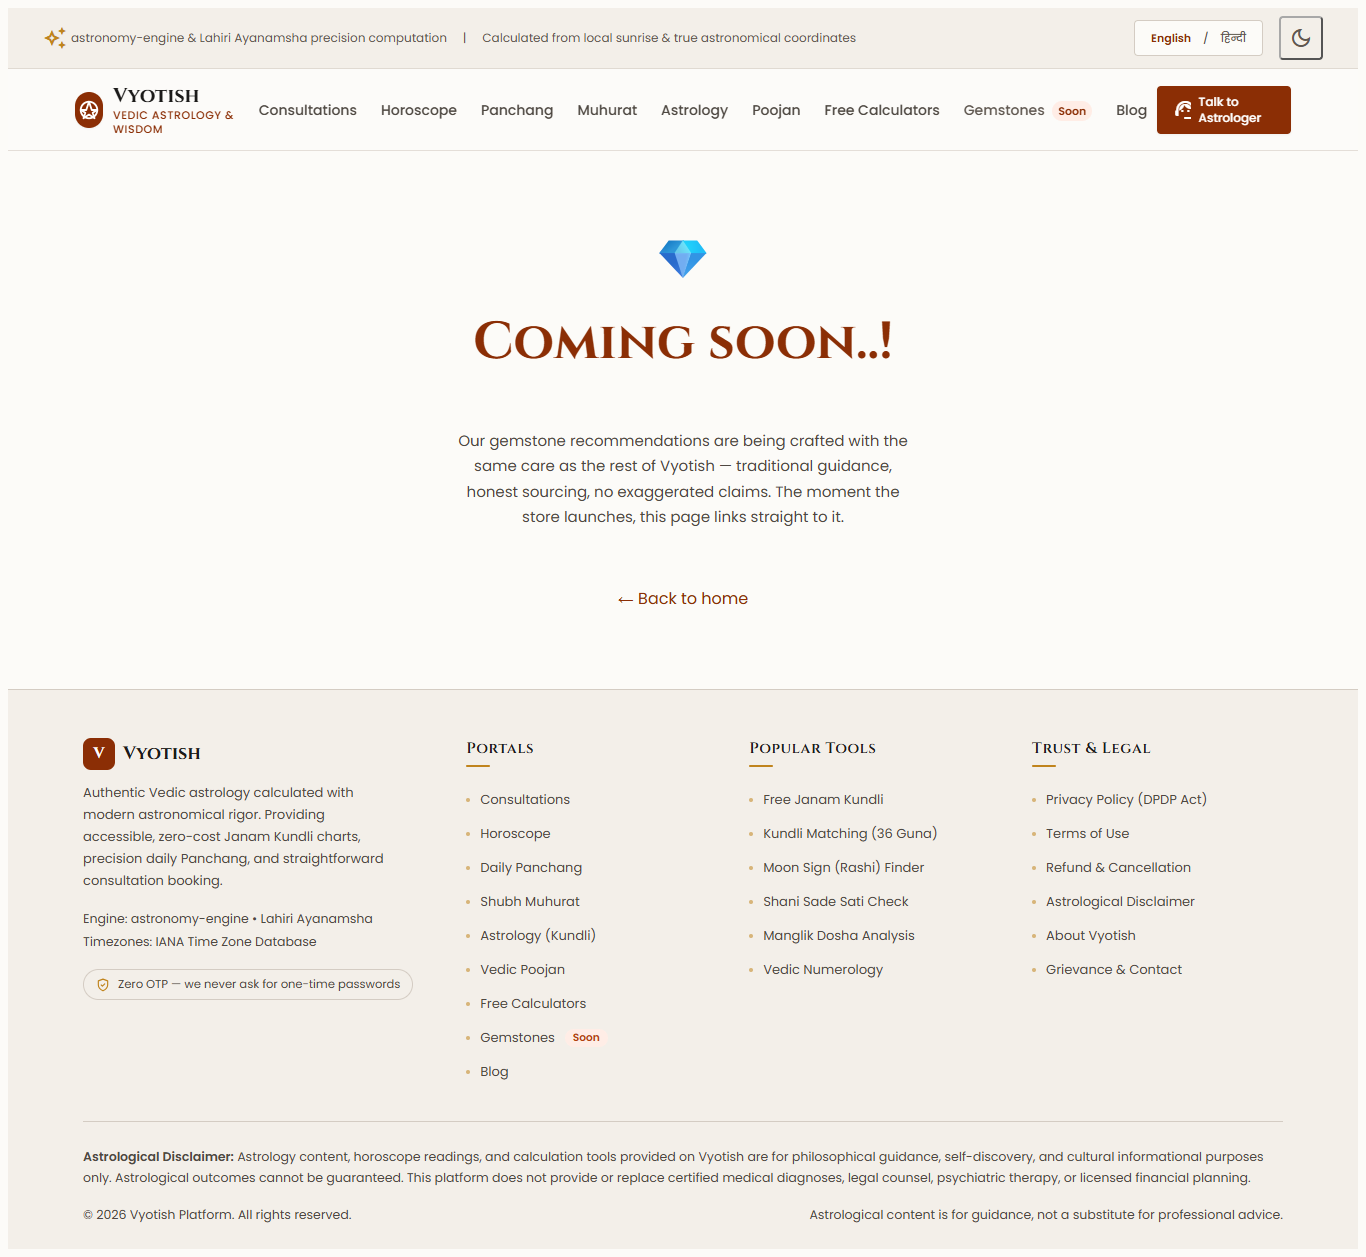 astronomy-engine & Lahiri Ayanamsha precision computation | Calculated from local sunrise & true astronomical coordinates
English / हिन्दी
Vyotish
VEDIC ASTROLOGY &
WISDOM
Consultations Horoscope Panchang Muhurat Astrology Poojan Free Calculators Gemstones Soon Blog
Talk to
Astrologer
Coming soon..!
Our gemstone recommendations are being crafted with the
same care as the rest of Vyotish — traditional guidance,
honest sourcing, no exaggerated claims. The moment the
store launches, this page links straight to it.
← Back to home
V Vyotish
Authentic Vedic astrology calculated with
modern astronomical rigor. Providing
accessible, zero-cost Janam Kundli charts,
precision daily Panchang, and straightforward
consultation booking.
Engine: astronomy-engine • Lahiri Ayanamsha
Timezones: IANA Time Zone Database
Zero OTP — we never ask for one-time passwords
Portals
Consultations
Horoscope
Daily Panchang
Shubh Muhurat
Astrology (Kundli)
Vedic Poojan
Free Calculators
Gemstones Soon
Blog
Popular Tools
Free Janam Kundli
Kundli Matching (36 Guna)
Moon Sign (Rashi) Finder
Shani Sade Sati Check
Manglik Dosha Analysis
Vedic Numerology
Trust & Legal
Privacy Policy (DPDP Act)
Terms of Use
Refund & Cancellation
Astrological Disclaimer
About Vyotish
Grievance & Contact
Astrological Disclaimer: Astrology content, horoscope readings, and calculation tools provided on Vyotish are for philosophical guidance, self-discovery, and cultural informational purposes
only. Astrological outcomes cannot be guaranteed. This platform does not provide or replace certified medical diagnoses, legal counsel, psychiatric therapy, or licensed financial planning.
© 2026 Vyotish Platform. All rights reserved.
Astrological content is for guidance, not a substitute for professional advice.